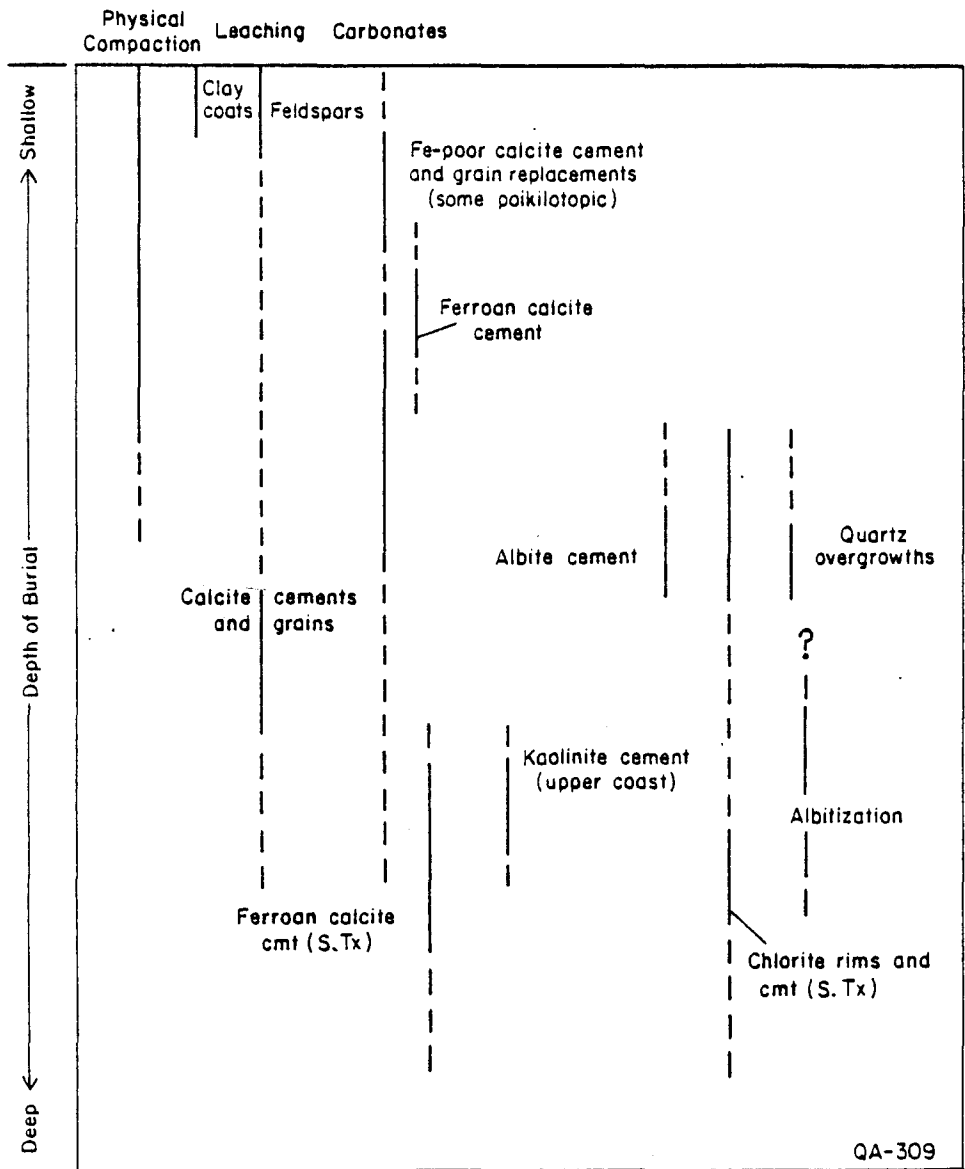 Physical
Compaction
Leaching
Carbonates
Shallow
Depth of Burial
Deep
Clay
coats
Feldspars
Fe-poor calcite cement
and grain replacements
(some poikilotopic)
Ferroan calcite
cement
Albite cement
Quartz
overgrowths
Calcite cements
and grains
?
Kaolinite cement
(upper coast)
Albitization
Ferroan calcite
cmt (S. Tx)
Chlorite rims and
cmt (S. Tx)
QA-309